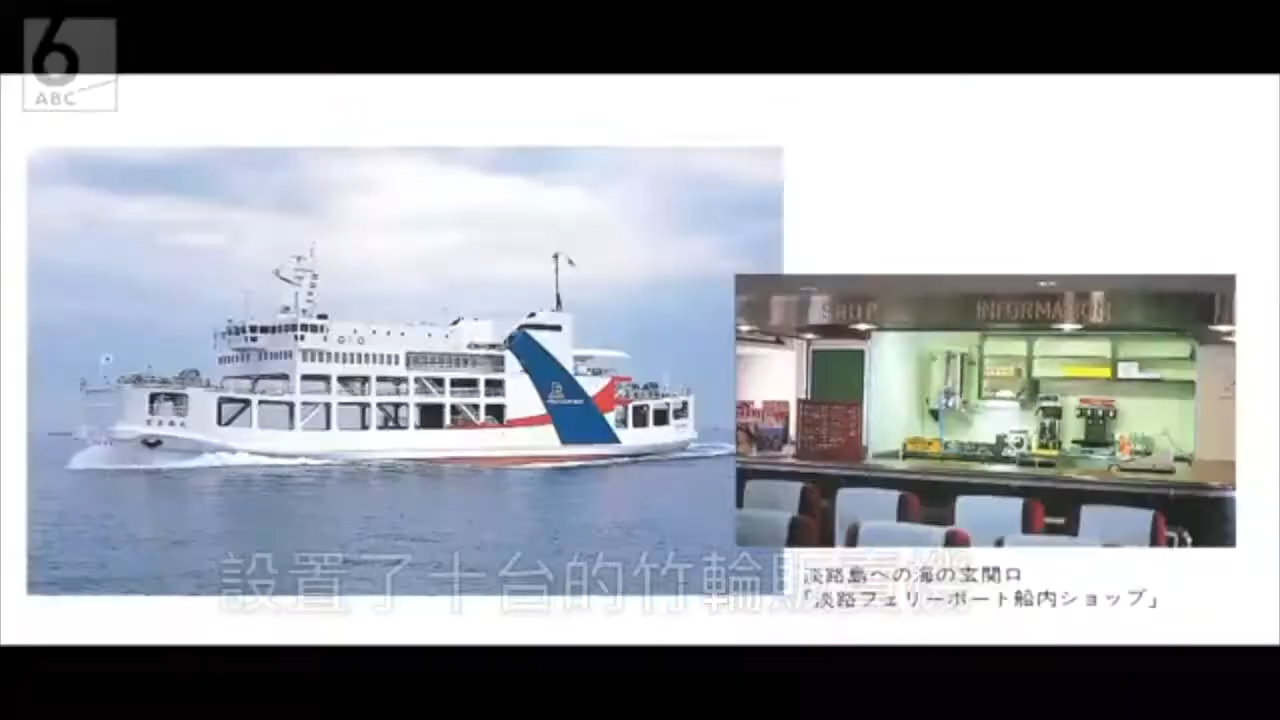 6
ABC
SHOP
INFORMATION
淡路島への海の玄関口
「淡路フェリーボート船内ショップ」
設置了十台的竹輪販賣機